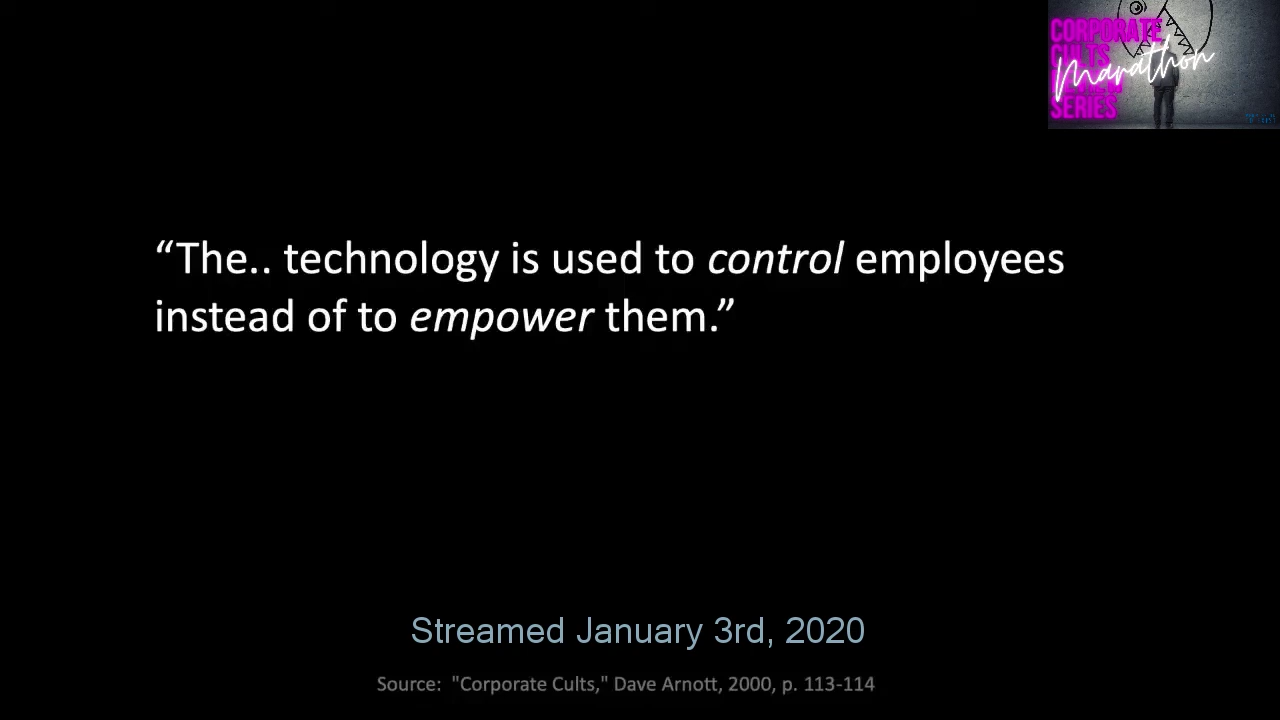 CORPORATE
CULTS
Marathon
SERIES
“The.. technology is used to control employees
instead of to empower them.”
Streamed January 3rd, 2020
Source: "Corporate Cults," Dave Arnott, 2000, p. 113-114